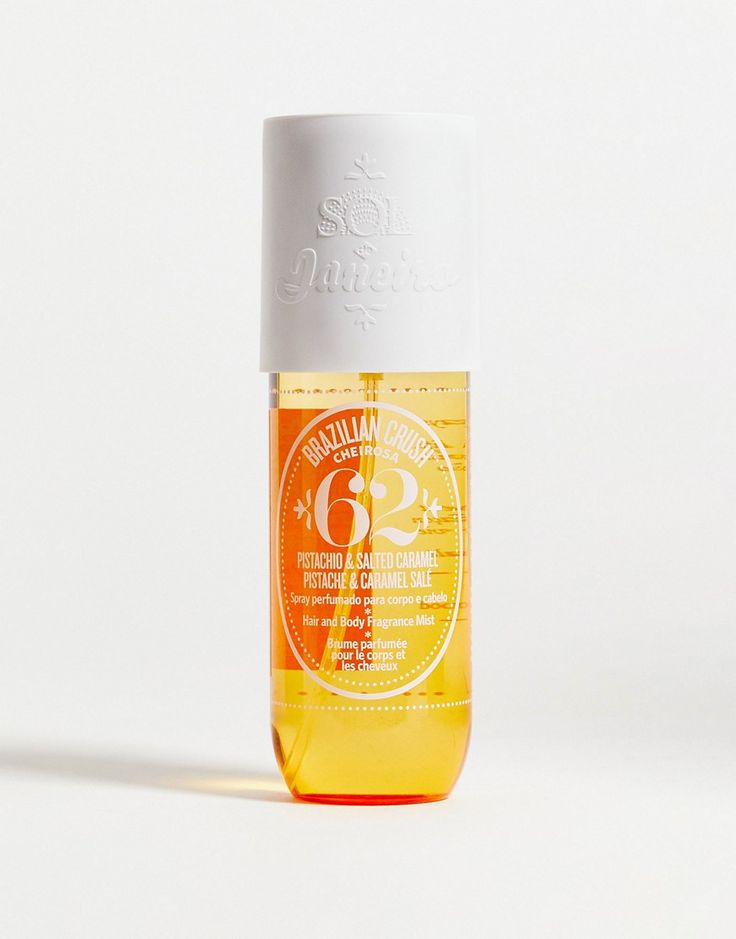 SOL
de
Janeiro
BRAZILIAN CRUSH
CHEIROSA
62
PISTACHIO & SALTED CARAMEL
PISTACHE & CARAMEL SALÉ
Spray perfumado para corpo e cabelo
*
Hair and Body Fragrance Mist
*
Brume parfumée
pour le corps et
les cheveux